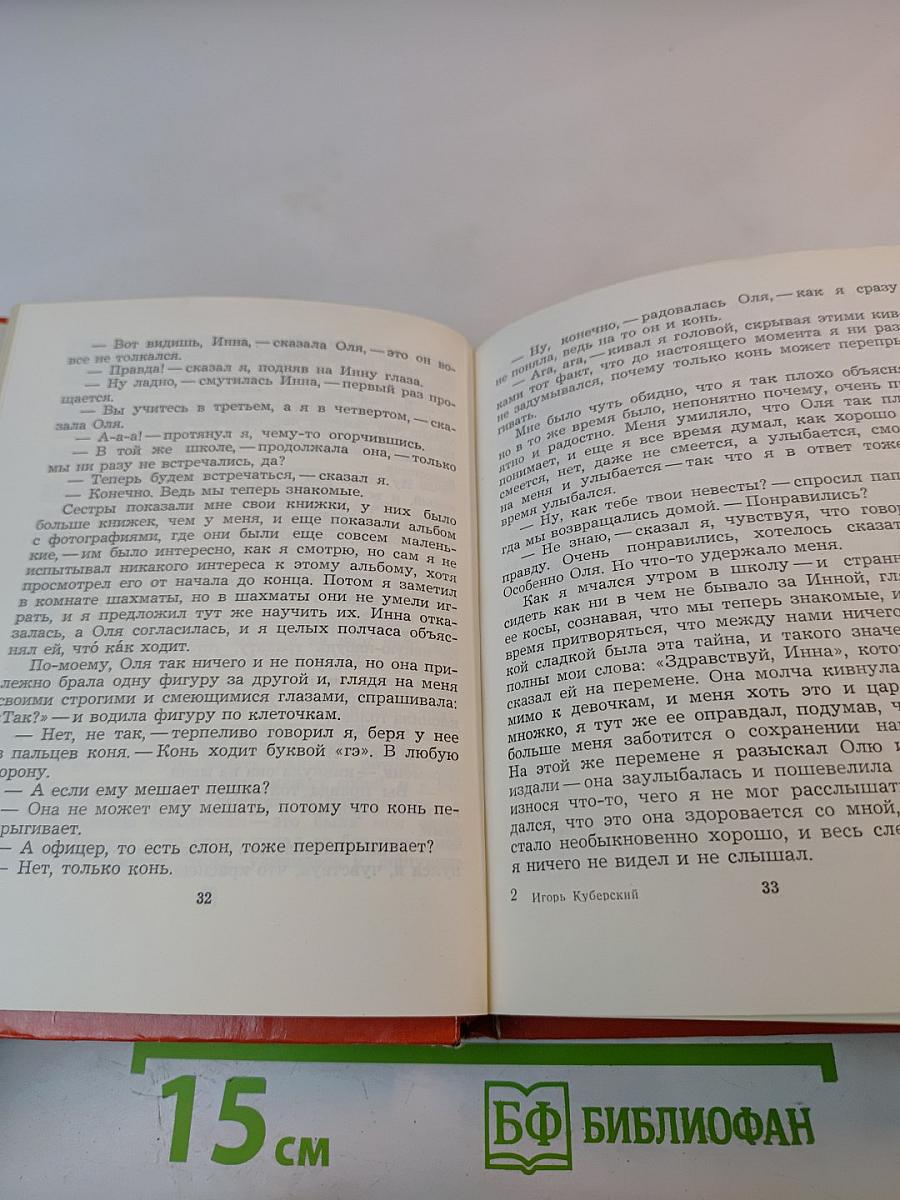 — Вот видишь, Инна, — сказала Оля, — это он во-
все не толкался.
— Правда! — сказал я, подняв на Инну глаза.
— Ну ладно, — смутилась Инна, — первый раз про-
щается.
— Вы учитесь в третьем, а я в четвертом, — ска-
зала Оля.
— А-а-а! — протянул я, чему-то огорчившись.
— В той же школе, — продолжала она, — только
мы ни разу не встречались, да?
— Теперь будем встречаться, — сказал я.
— Конечно. Ведь мы теперь знакомые.
Сестры показали мне свои книжки, у них было
больше книжек, чем у меня, и еще показали альбом
с фотографиями, где они были еще совсем малень-
кие, — им было интересно, как я смотрю, но сам я не
испытывал никакого интереса к этому альбому, хотя
просмотрел его от начала до конца. Потом я заметил
в комнате шахматы, но в шахматы они не умели иг-
рать, и я предложил тут же научить их. Инна отка-
залась, а Оля согласилась, и я целых полчаса объяс-
нял ей, что́ ка́к ходит.
По-моему, Оля так ничего и не поняла, но она при-
лежно брала одну фигуру за другой и, глядя на меня
своими строгими и смеющимися глазами, спрашивала:
«Так?» — и водила фигуру по клеточкам.
— Нет, не так, — терпеливо говорил я, беря у нее
з пальцев коня. — Конь ходит буквой «гэ». В любую
орону.
— А если ему мешает пешка?
— Она не может ему мешать, потому что конь пе-
рыгивает.
— А офицер, то есть слон, тоже перепрыгивает?
— Нет, только конь.
32
— Ну, конечно, — радовалась Оля, — как я сразу
не поняла, ведь на то он и конь.
— Ага, ага, — кивал я головой, скрывая этими кив-
ками тот факт, что до настоящего момента я ни раз
не задумывался, почему только конь может перепры
гивать.
Мне было чуть обидно, что я так плохо объясня
но в то же время было, непонятно почему, очень п
ятно и радостно. Меня умиляло, что Оля так пл
понимает, и еще я все время думал, как хорошо
смеется, нет, даже не смеется, а улыбается, смо
на меня и улыбается — так что я в ответ тоже
время улыбался.
— Ну, как тебе твои невесты? — спросил пап
гда мы возвращались домой. — Понравились?
— Не знаю, — сказал я, чувствуя, что говор
правду. Очень понравились, хотелось сказат
Особенно Оля. Но что-то удержало меня.
Как я мчался утром в школу — и странн
сидеть как ни в чем не бывало за Инной, гля
ее косы, сознавая, что мы теперь знакомые, и
время притворяться, что между нами ничего
кой сладкой была эта тайна, и такого значе
полны мои слова: «Здравствуй, Инна», кото
сказал ей на перемене. Она молча кивнула
мимо к девочкам, и меня хоть это и цар
множко, я тут же ее оправдал, подумав, ч
больше меня заботится о сохранении на
На этой же перемене я разыскал Олю и
издали — она заулыбалась и пошевелила
износя что-то, чего я не мог расслышат
дался, что это она здоровается со мной,
стало необыкновенно хорошо, и весь сле
я ничего не видел и не слышал.
2 Игорь Куберский
33
15 см
БФ БИБЛИОФАН